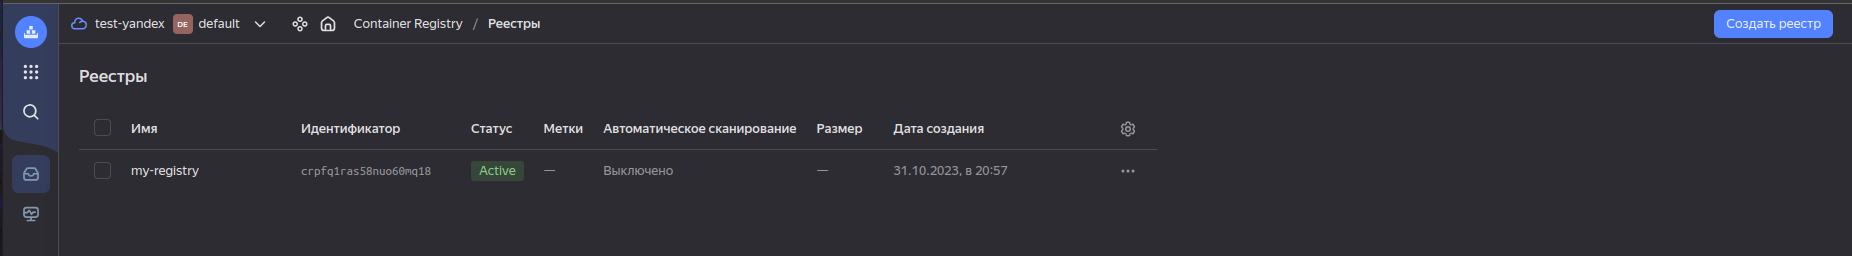 test-yandex DE default Container Registry / Реестры Создать реестр
Реестры
Имя Идентификатор Статус Метки Автоматическое сканирование Размер Дата создания
my-registry crpfq1ras58nuo60mq18 Active — Выключено — 31.10.2023, в 20:57